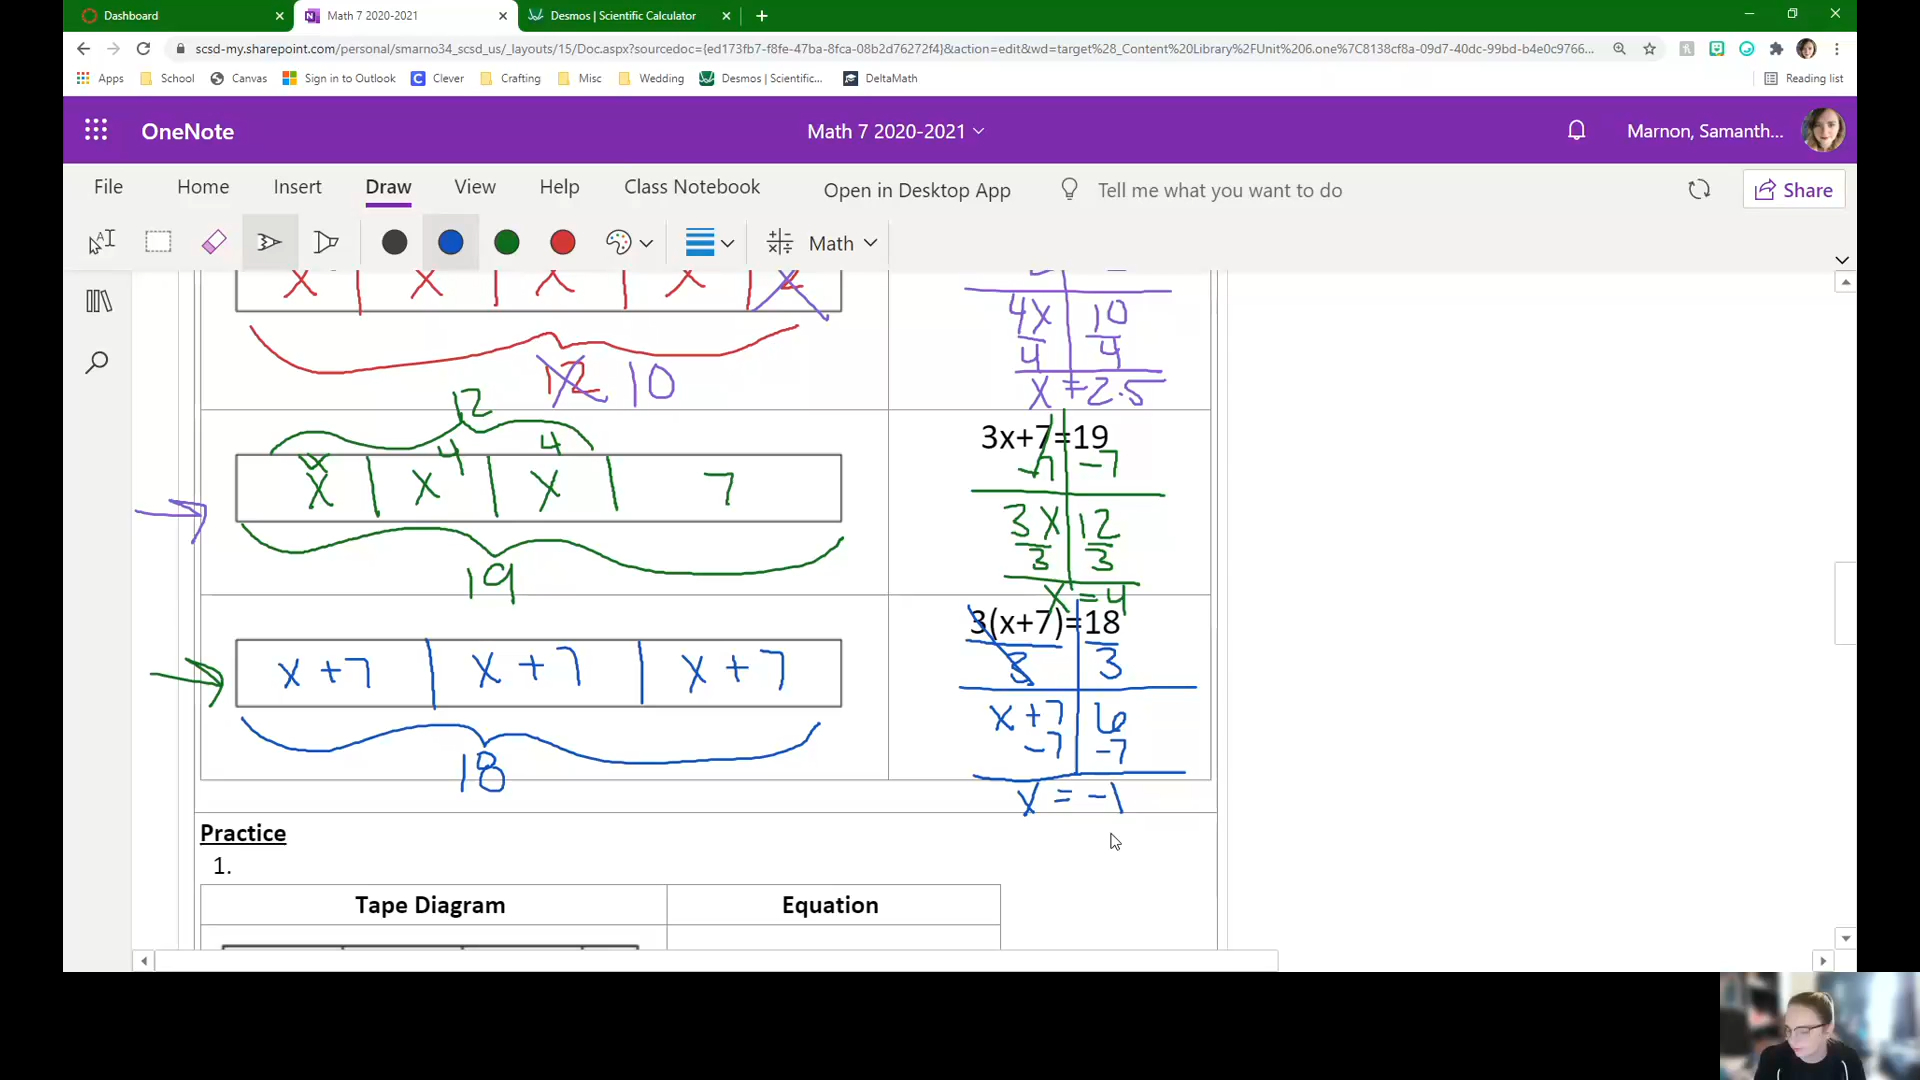 Dashboard
Math 7 2020-2021
Desmos | Scientific Calculator
scsd-my.sharepoint.com/personal/smarno34_scsd_us/_layouts/15/Doc.aspx?sourcedoc={ed173fb7-f8fe-47ba-8fca-08b2d76272f4}&action=edit&wd=target%28_Content%20Library%2FUnit%206.one%7C8138cf8a-09d7-40dc-99bd-b4e0c9766...
Apps School Canvas Sign in to Outlook Clever Crafting Misc Wedding Desmos | Scientific... DeltaMath Reading list
OneNote Math 7 2020-2021 Marnon, Samanth...
File Home Insert Draw View Help Class Notebook Open in Desktop App Tell me what you want to do Share
Math
x x x x 2
12 10
4x 10
4 4
x = 2.5
12
4 4 4
x x x 7
19
3x+7=19
-7 -7
3x 12
3 3
x = 4
x+7 x+7 x+7
18
3(x+7)=18
3 3
x+7 6
-7 -7
x = -1
Practice
1.
Tape Diagram Equation